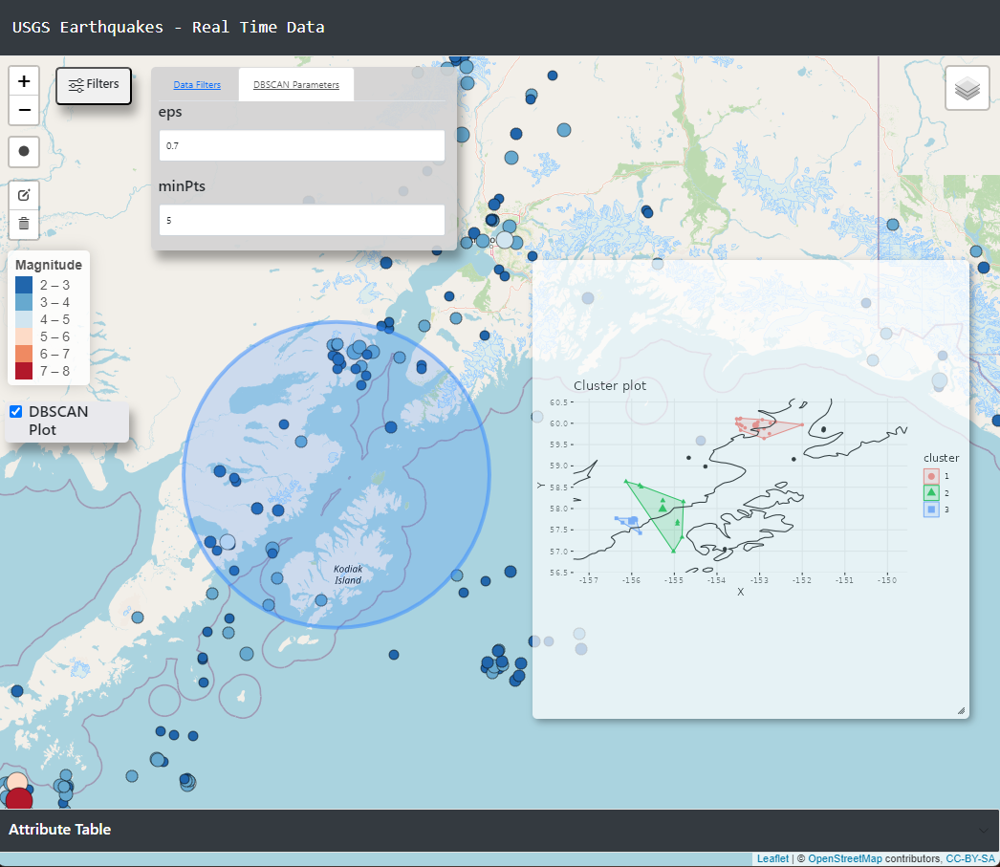 USGS Earthquakes - Real Time Data
+
−
Filters
Data Filters
DBSCAN Parameters
eps
0.7
minPts
5
Magnitude
2 – 3
3 – 4
4 – 5
5 – 6
6 – 7
7 – 8
DBSCAN
Plot
Kodiak
Island
Cluster plot
60.5
60.0
59.5
59.0
58.5
58.0
57.5
57.0
56.5
Y
-157
-156
-155
-154
-153
-152
-151
-150
X
cluster
1
2
3
Attribute Table
Leaflet | © OpenStreetMap contributors, CC-BY-SA